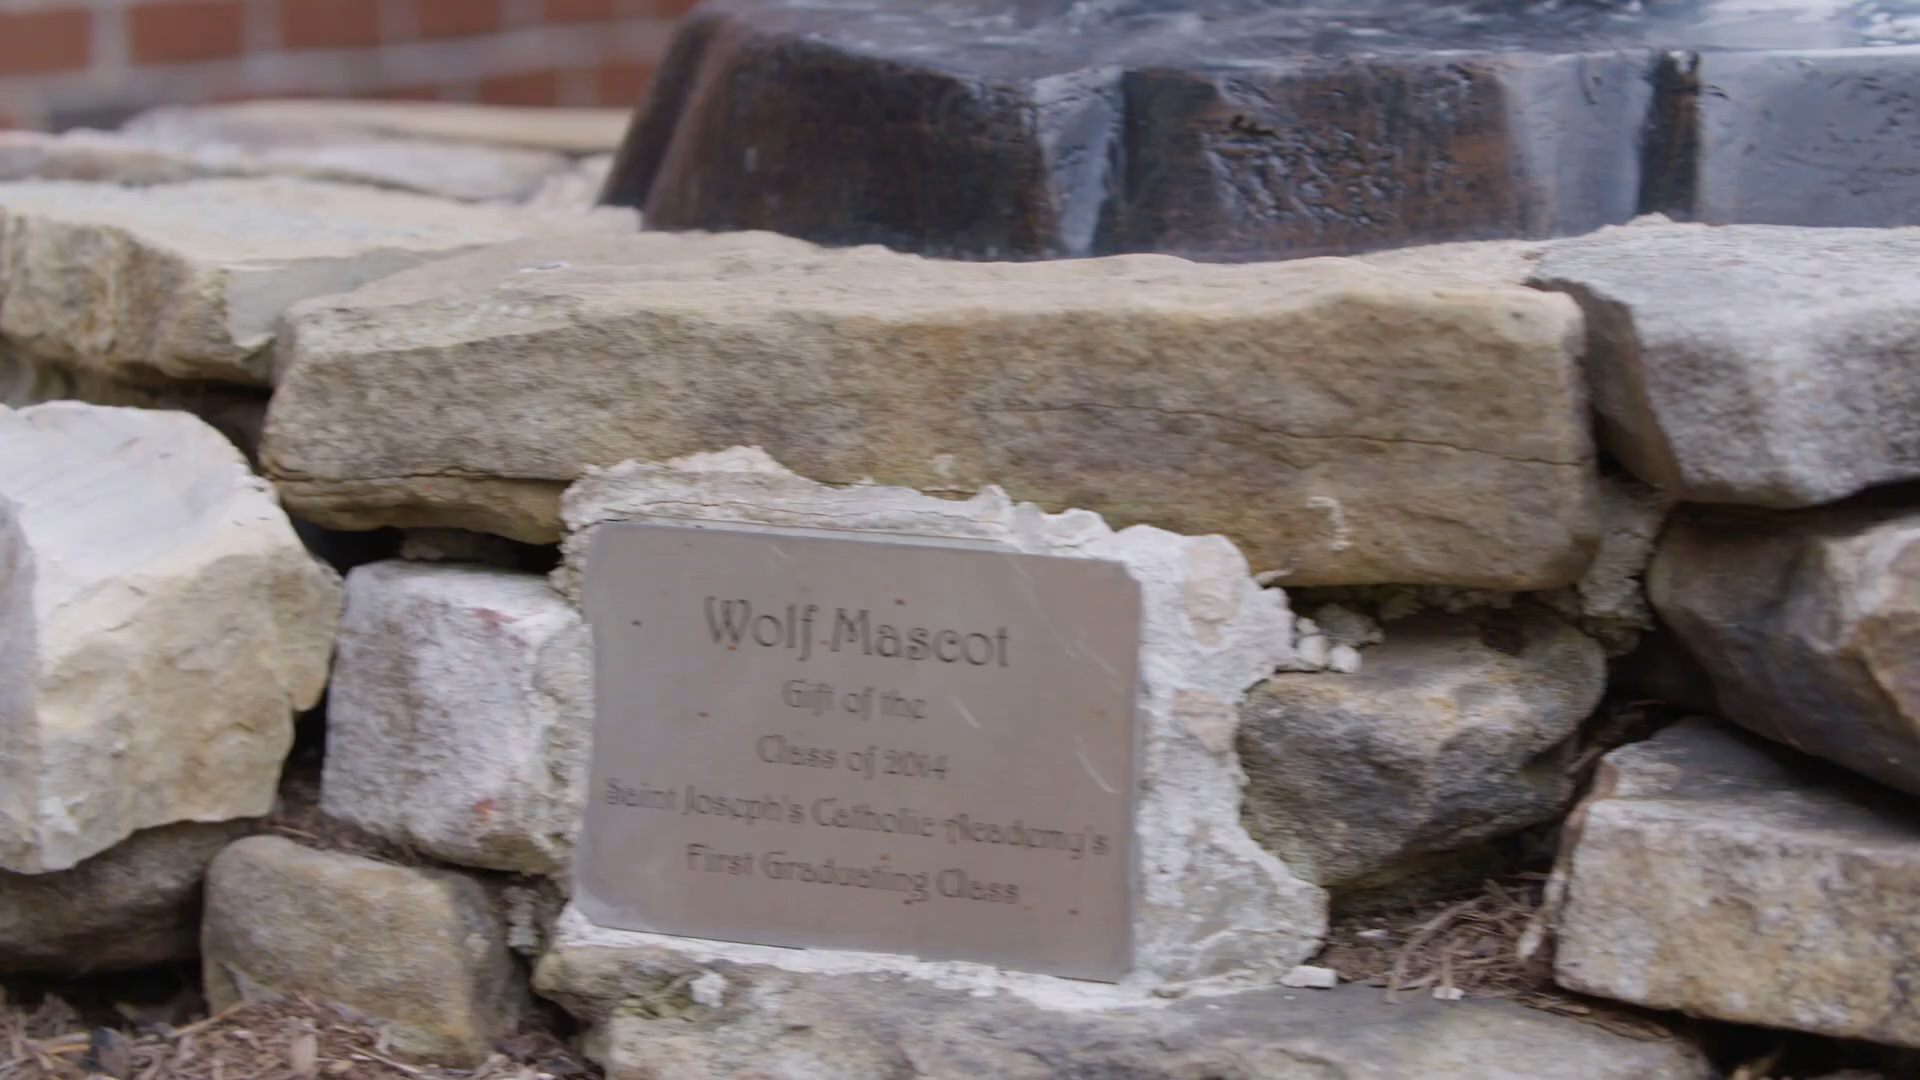 Wolf Mascot
Gift of the
Class of 2014
Saint Joseph's Catholic Academy's
First Graduating Class